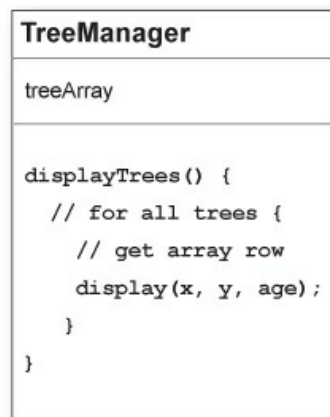 TreeManager
treeArray
displayTrees() {
// for all trees {
// get array row
display(x, y, age);
}
}